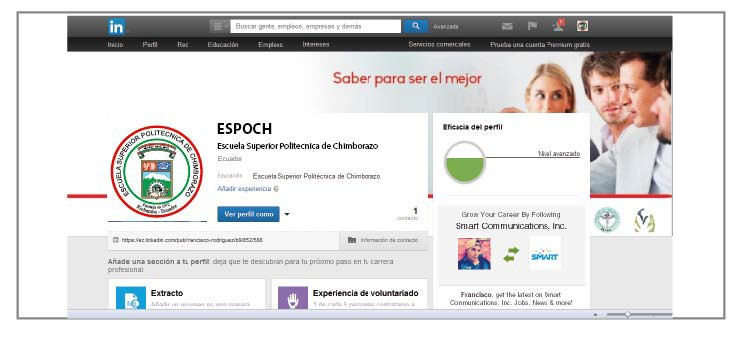 in
Buscar gente, empleos, empresas y demás
Avanzada
Inicio Perfil Red Educación Empleos Intereses Servicios comerciales Prueba una cuenta Premium gratis
Saber para ser el mejor
ESCUELA SUPERIOR POLITECNICA DE CHIMBORAZO
Riobamba - Ecuador
ESPOCH
Escuela Superior Politecnica de Chimborazo
Ecuador
Educación Escuela Superior Politécnica de Chimborazo
Añadir experiencia
Ver perfil como
1
contacto
https://ec.linkedin.com/pub/francisco-rodriguez/b9/852/588
Información de contacto
Eficacia del perfil
Nivel avanzado
Grow Your Career By Following
Smart Communications, Inc.
SMART
Francisco, get the latest on Smart
Communications, Inc. Jobs, News & more!
Añade una sección a tu perfil: deja que te descubran para tu próximo paso en tu carrera
profesional
Extracto
Añadir un resumen es una manera
Experiencia de voluntariado
1 de cada 5 personas contratano a